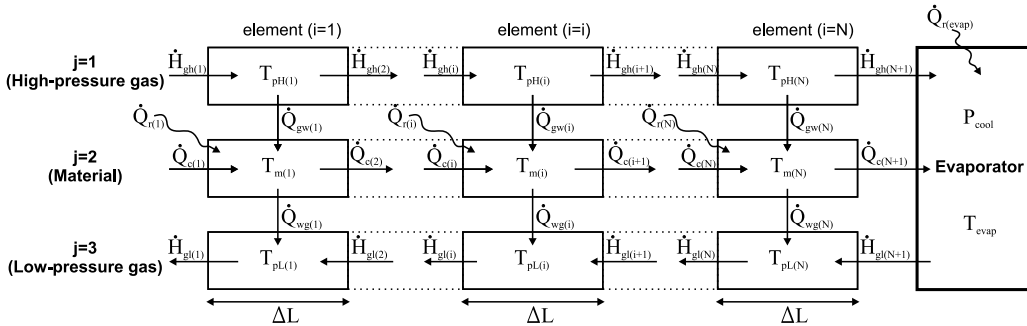 element (i=1)
element (i=i)
element (i=N)
Q̇r(evap)
j=1
(High-pressure gas)
Ḣgh(1)
TpH(1)
Ḣgh(2)
Ḣgh(i)
TpH(i)
Ḣgh(i+1)
Ḣgh(N)
TpH(N)
Ḣgh(N+1)
Q̇r(1)
Q̇gw(1)
Q̇r(i)
Q̇gw(i)
Q̇r(N)
Q̇gw(N)
Pcool
j=2
(Material)
Q̇c(1)
Tm(1)
Q̇c(2)
Q̇c(i)
Tm(i)
Q̇c(i+1)
Q̇c(N)
Tm(N)
Q̇c(N+1)
Evaporator
Q̇wg(1)
Q̇wg(i)
Q̇wg(N)
Tevap
j=3
(Low-pressure gas)
Ḣgl(1)
TpL(1)
Ḣgl(2)
Ḣgl(i)
TpL(i)
Ḣgl(i+1)
Ḣgl(N)
TpL(N)
Ḣgl(N+1)
ΔL
ΔL
ΔL